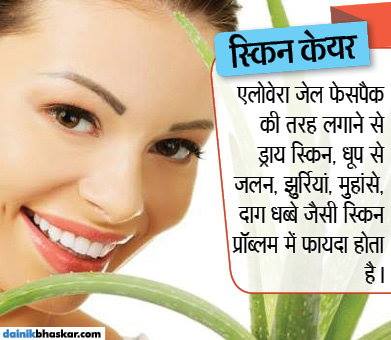 स्किन केयर
एलोवेरा जेल फेसपैक
की तरह लगाने से
ड्राय स्किन, धूप से
जलन, झुर्रियां, मुहांसे,
दाग धब्बे जैसी स्किन
प्रॉब्लम में फायदा होता
है।
dainikbhaskar.com